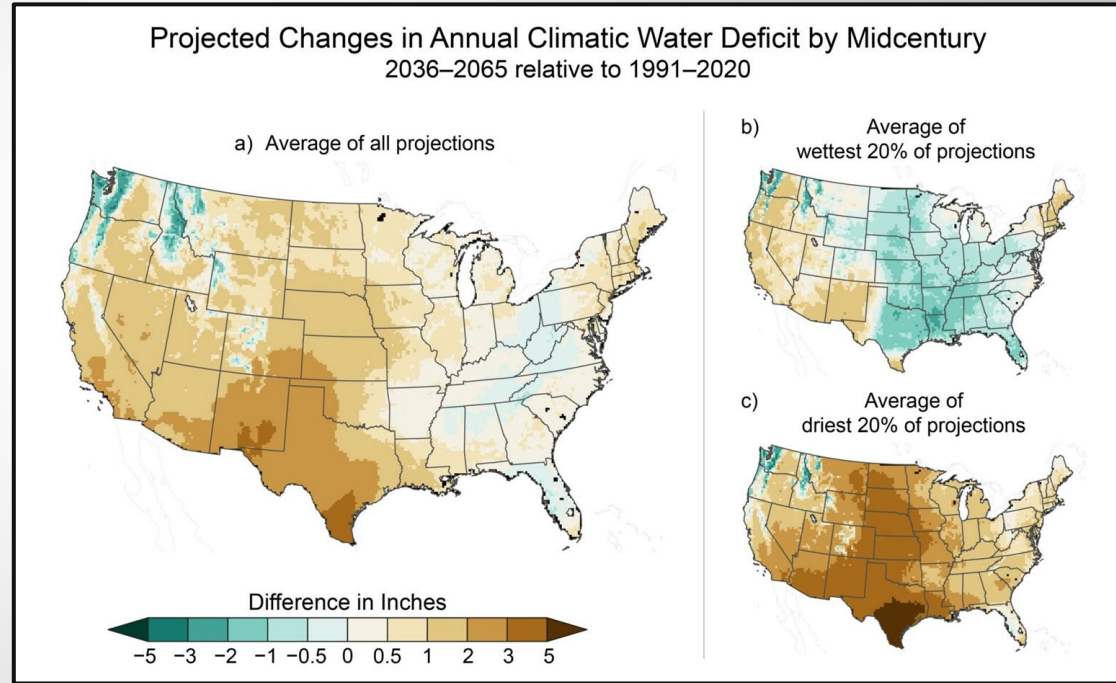 Projected Changes in Annual Climatic Water Deficit by Midcentury
2036–2065 relative to 1991–2020
a) Average of all projections
b) Average of
wettest 20% of projections
c) Average of
driest 20% of projections
Difference in Inches
−5 −3 −2 −1 −0.5 0 0.5 1 2 3 5